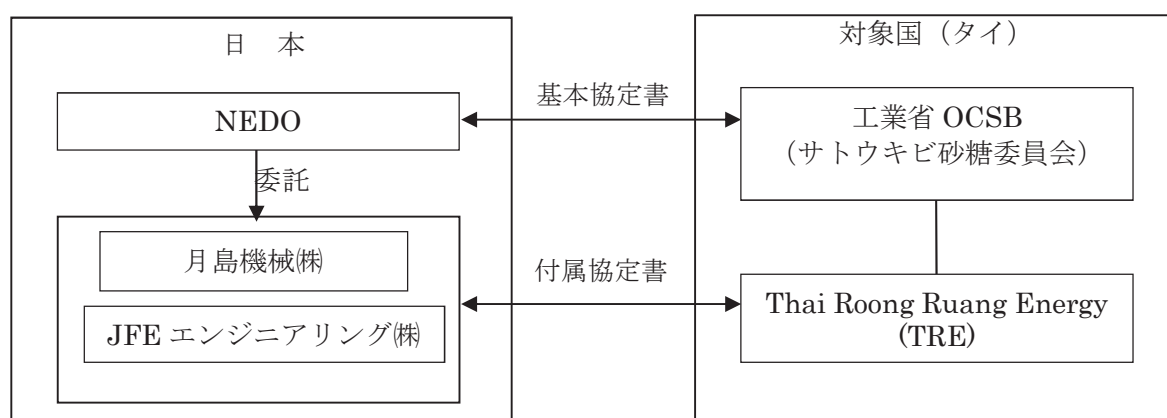 日 本
対象国（タイ）
NEDO
基本協定書
工業省 OCSB
（サトウキビ砂糖委員会）
委託
月島機械㈱
付属協定書
JFE エンジニアリング㈱
Thai Roong Ruang Energy
(TRE)